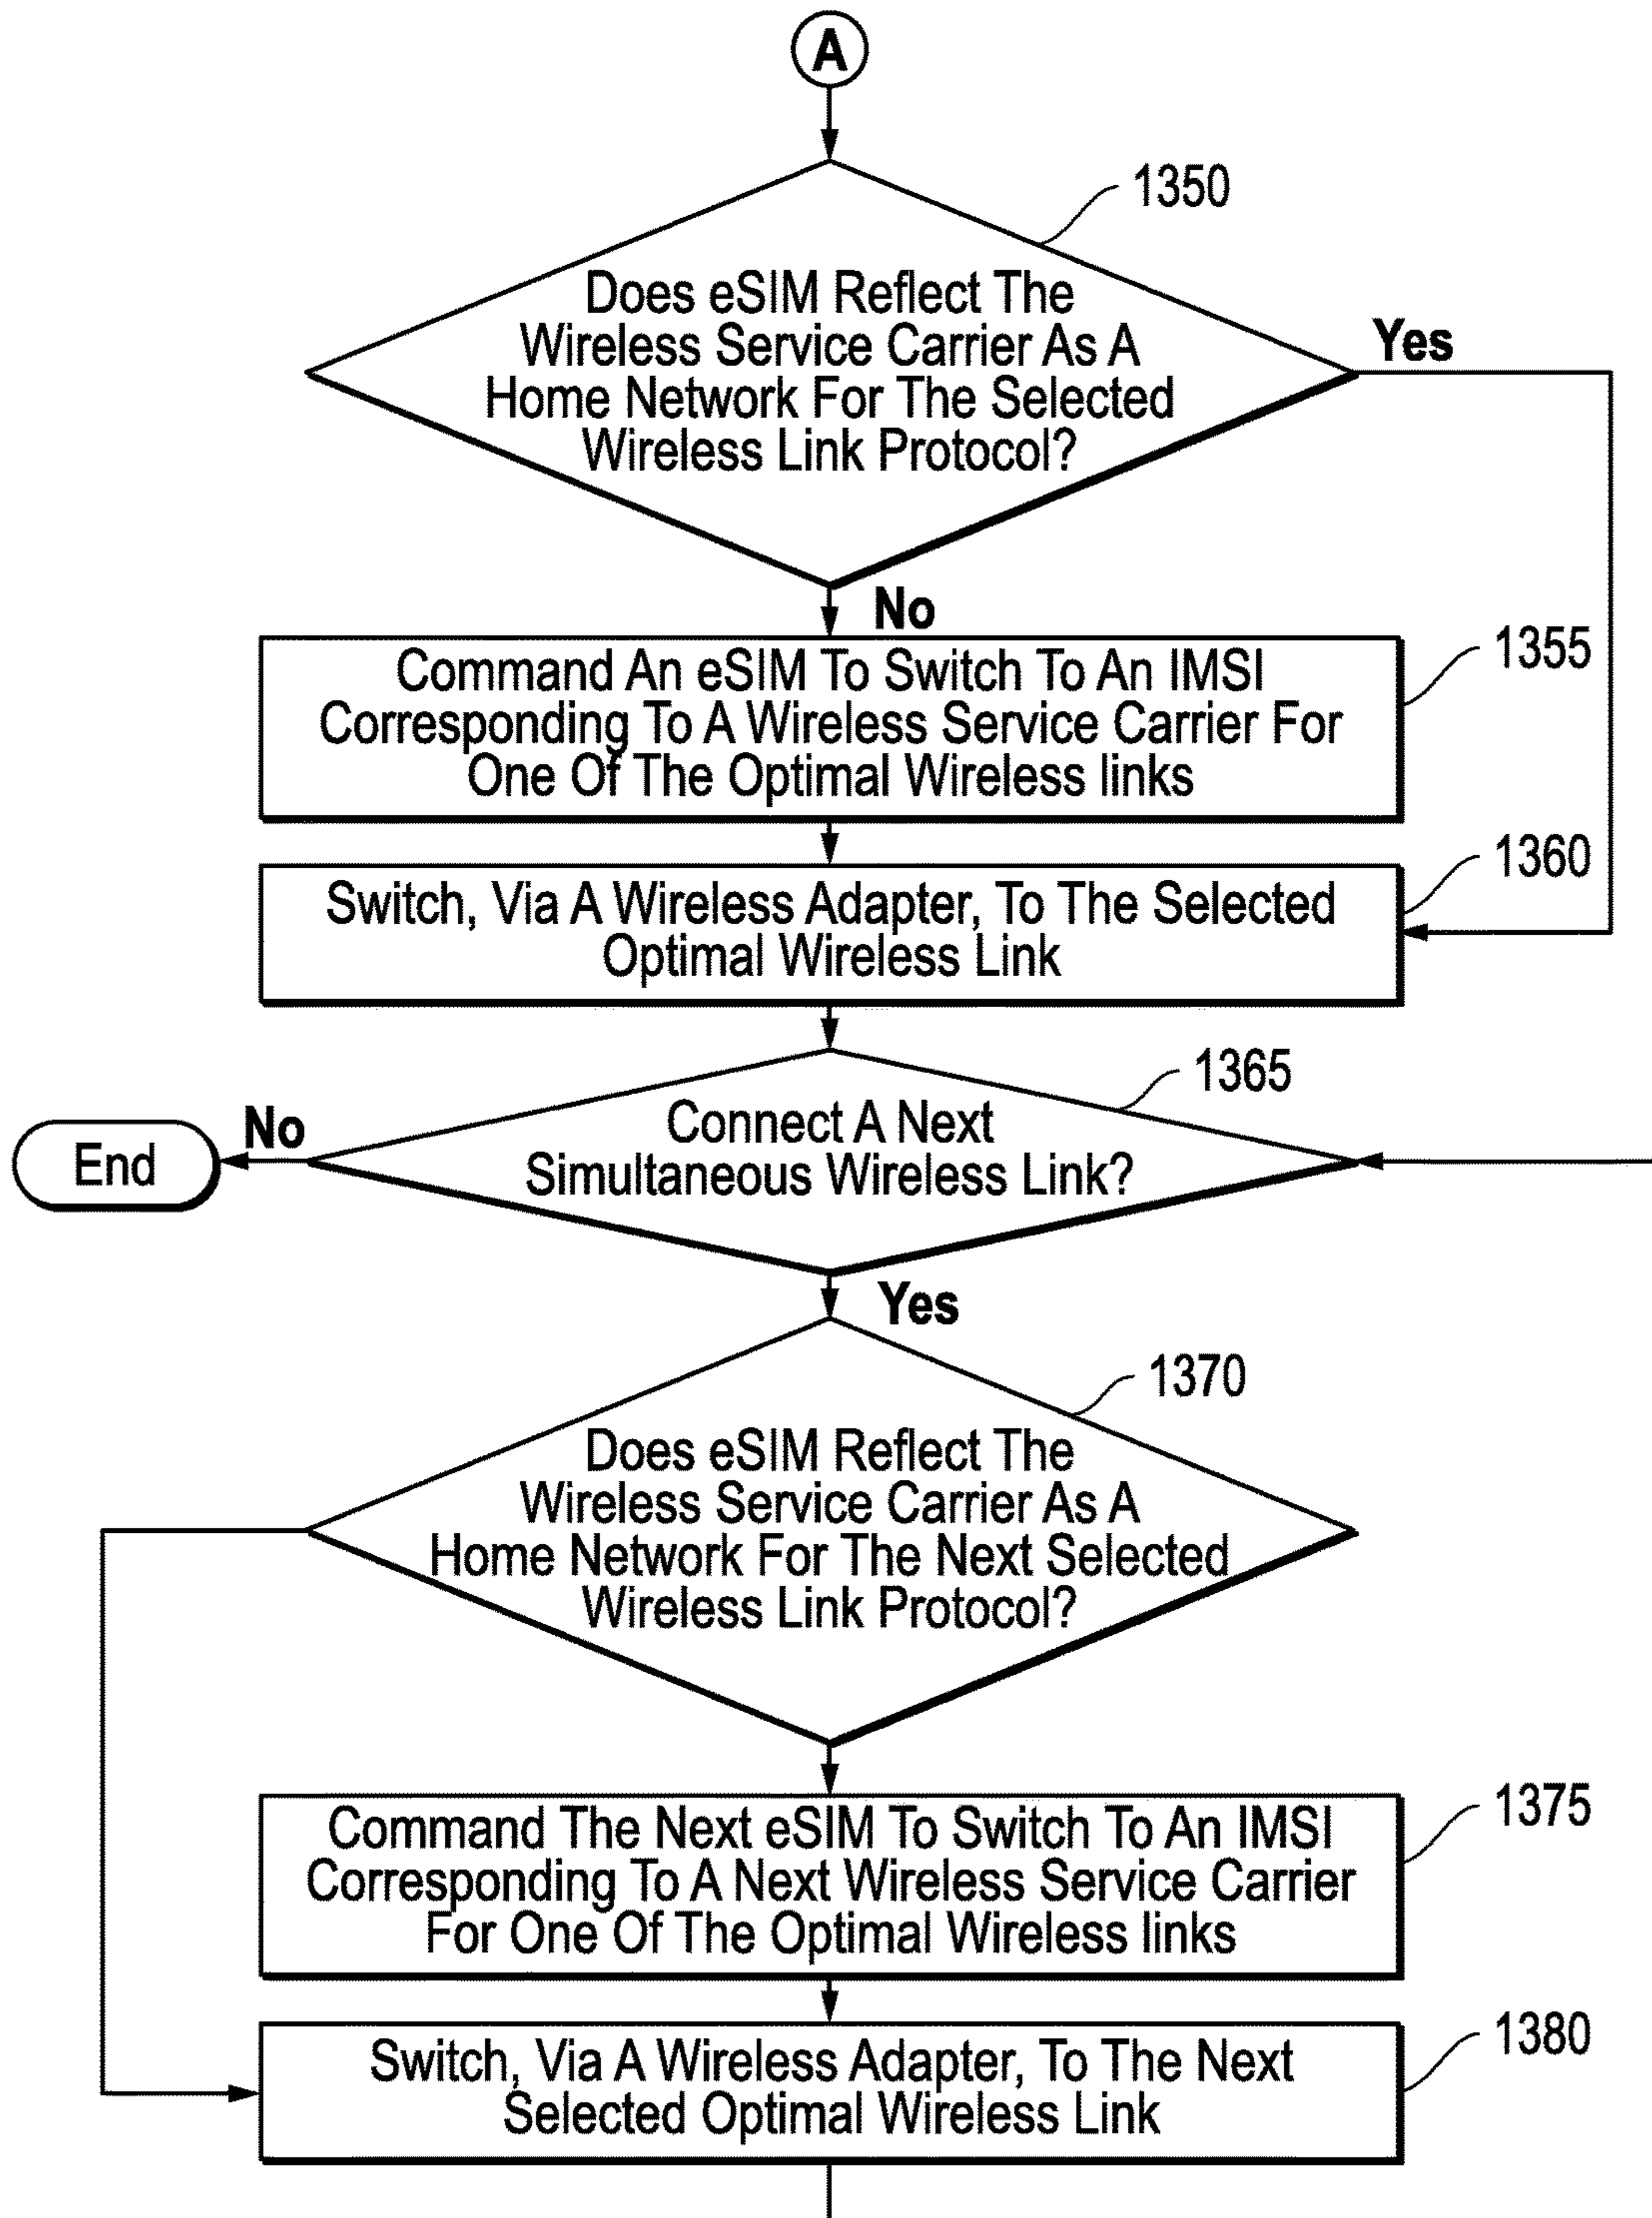 A
1350
Does eSIM Reflect The
Wireless Service Carrier As A
Home Network For The Selected
Wireless Link Protocol?
Yes
No
1355
Command An eSIM To Switch To An IMSI
Corresponding To A Wireless Service Carrier For
One Of The Optimal Wireless links
1360
Switch, Via A Wireless Adapter, To The Selected
Optimal Wireless Link
1365
Connect A Next
Simultaneous Wireless Link?
No
End
Yes
1370
Does eSIM Reflect The
Wireless Service Carrier As A
Home Network For The Next Selected
Wireless Link Protocol?
1375
Command The Next eSIM To Switch To An IMSI
Corresponding To A Next Wireless Service Carrier
For One Of The Optimal Wireless links
1380
Switch, Via A Wireless Adapter, To The Next
Selected Optimal Wireless Link